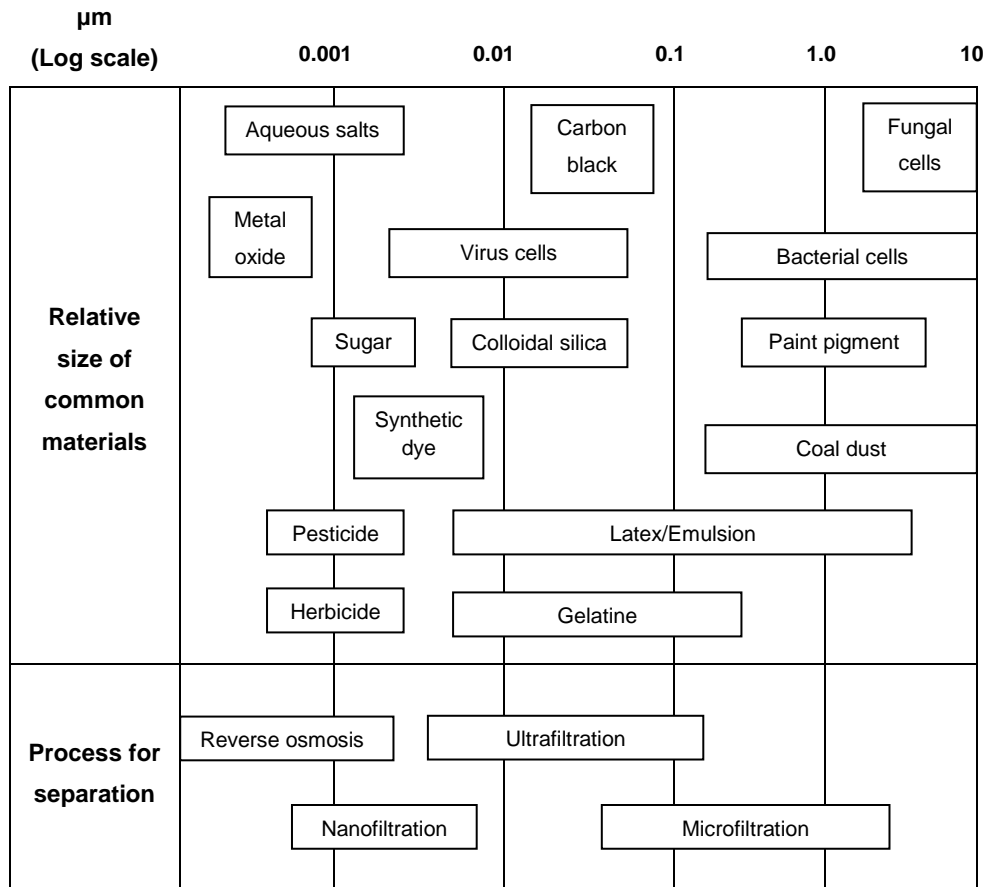 µm
(Log scale)
0.001
0.01
0.1
1.0
10
Relative
size of
common
materials
Aqueous salts
Carbon
black
Fungal
cells
Metal
oxide
Virus cells
Bacterial cells
Sugar
Colloidal silica
Paint pigment
Synthetic
dye
Coal dust
Pesticide
Latex/Emulsion
Herbicide
Gelatine
Process for
separation
Reverse osmosis
Ultrafiltration
Nanofiltration
Microfiltration